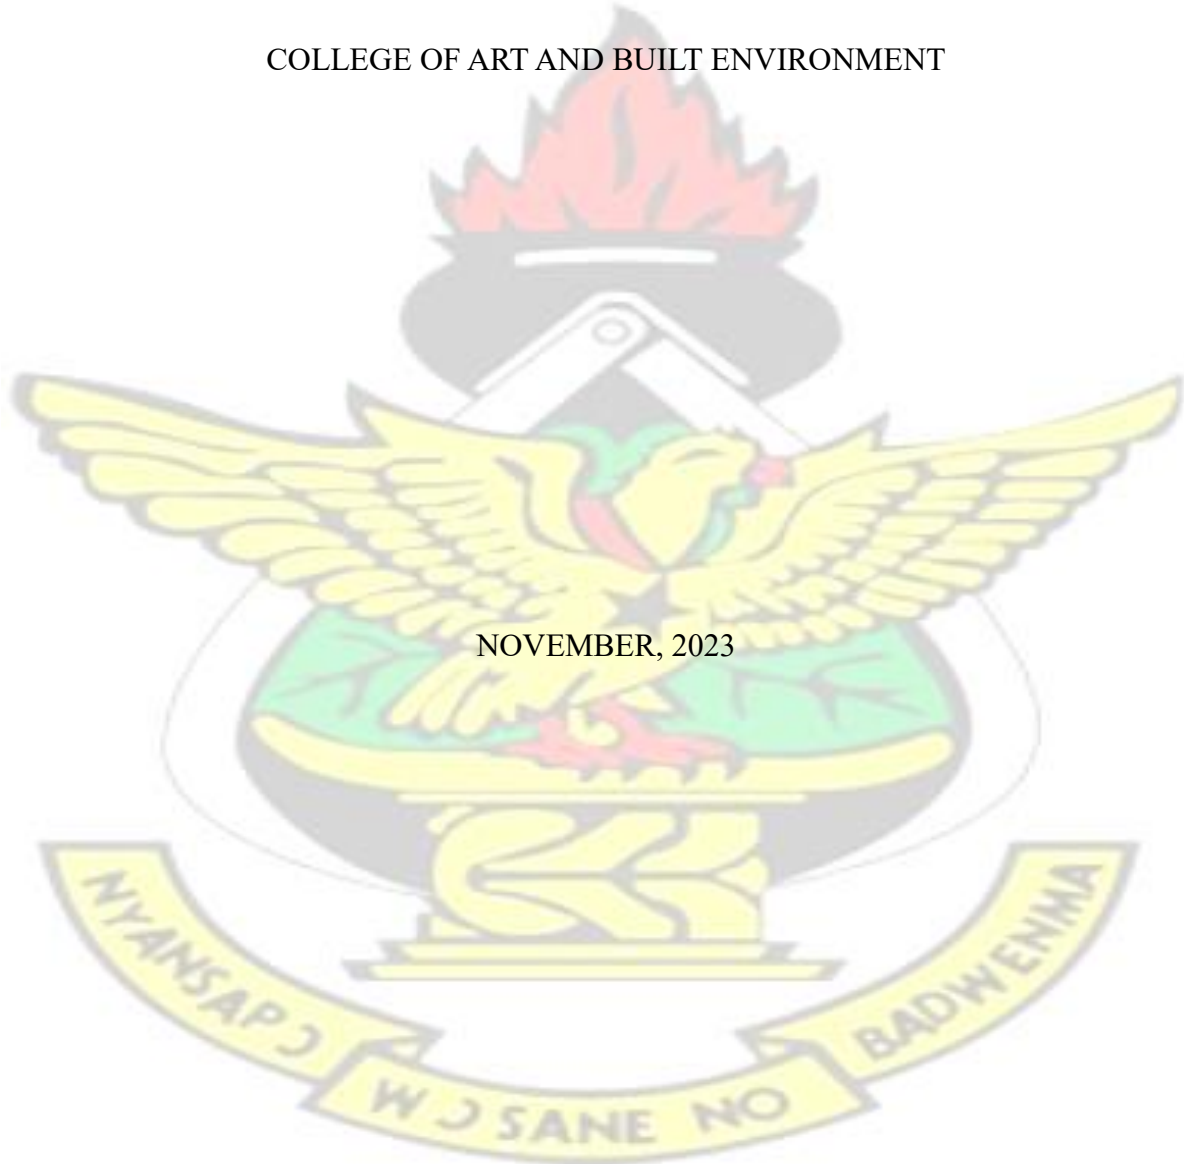 COLLEGE OF ART AND BUILT ENVIRONMENT
NOVEMBER, 2023
NYANSAPƆ
WƆSANE NO
BADWENMA